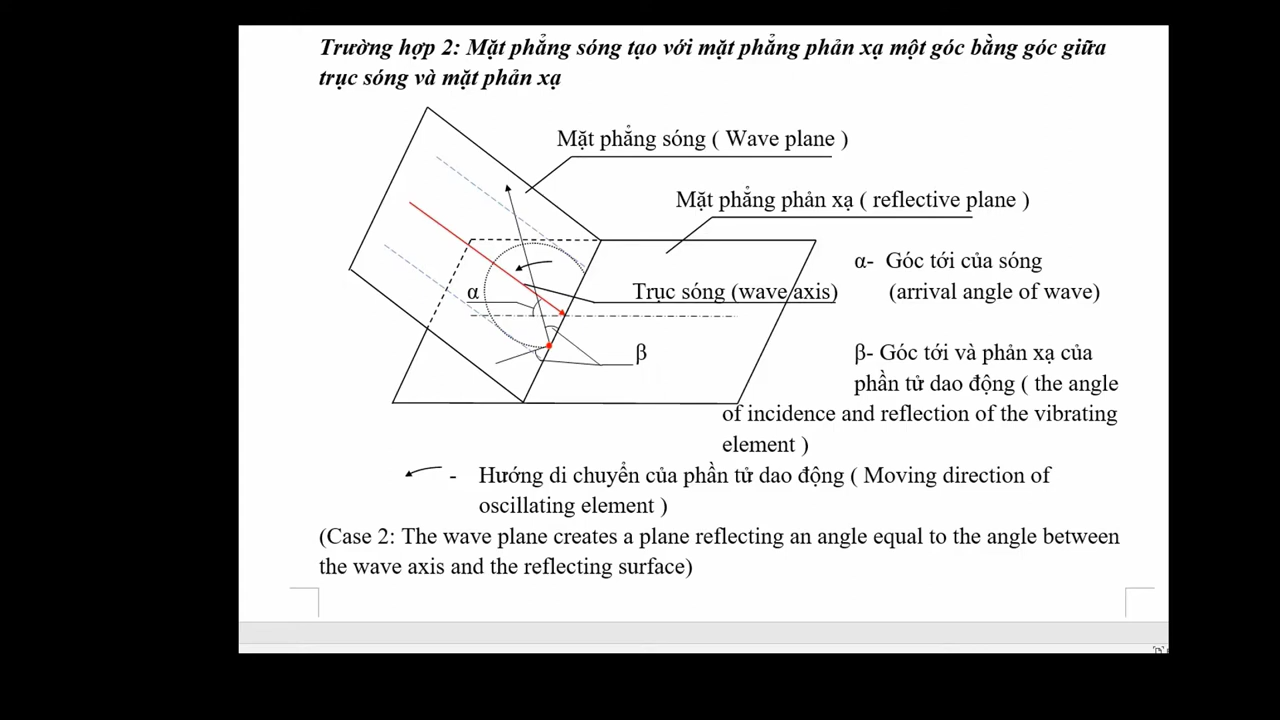 Trường hợp 2: Mặt phẳng sóng tạo với mặt phẳng phản xạ một góc bằng góc giữa
trục sóng và mặt phản xạ
Mặt phẳng sóng ( Wave plane )
Mặt phẳng phản xạ ( reflective plane )
α- Góc tới của sóng
(arrival angle of wave)
α
Trục sóng (wave axis)
β
β- Góc tới và phản xạ của
phần tử dao động ( the angle
of incidence and reflection of the vibrating
element )
- Hướng di chuyển của phần tử dao động ( Moving direction of
oscillating element )
(Case 2: The wave plane creates a plane reflecting an angle equal to the angle between
the wave axis and the reflecting surface)